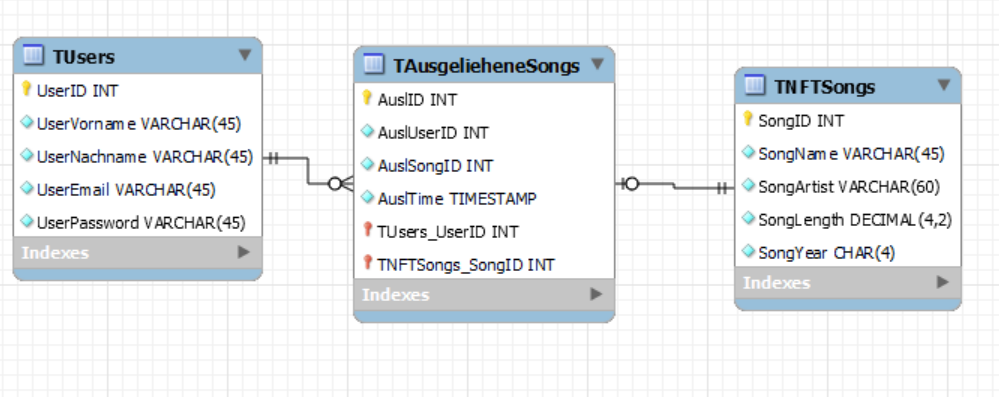 TUsers
UserID INT
UserVorname VARCHAR(45)
UserNachname VARCHAR(45)
UserEmail VARCHAR(45)
UserPassword VARCHAR(45)
Indexes
TAusgelieheneSongs
AuslID INT
AuslUserID INT
AuslSongID INT
AuslTime TIMESTAMP
TUsers_UserID INT
TNFTSongs_SongID INT
Indexes
TNFTSongs
SongID INT
SongName VARCHAR(45)
SongArtist VARCHAR(60)
SongLength DECIMAL(4,2)
SongYear CHAR(4)
Indexes